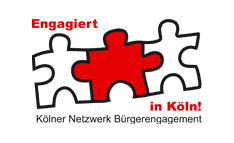 Engagiert
in Köln!
Kölner Netzwerk Bürgerengagement